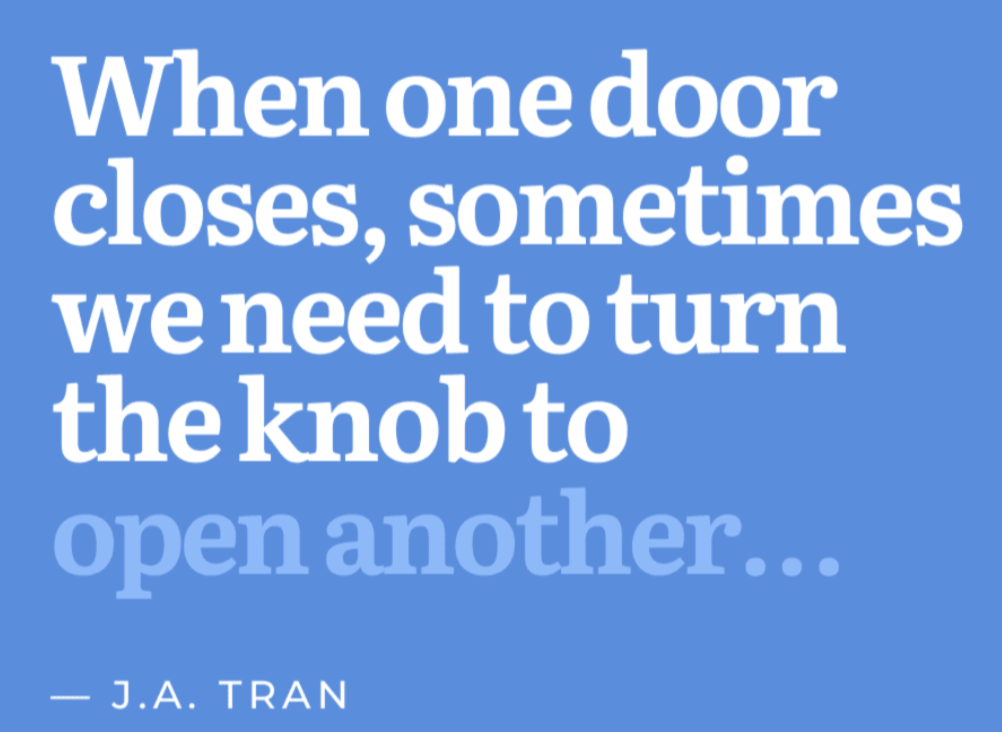 When one door
closes, sometimes
we need to turn
the knob to
open another...
— J.A. TRAN